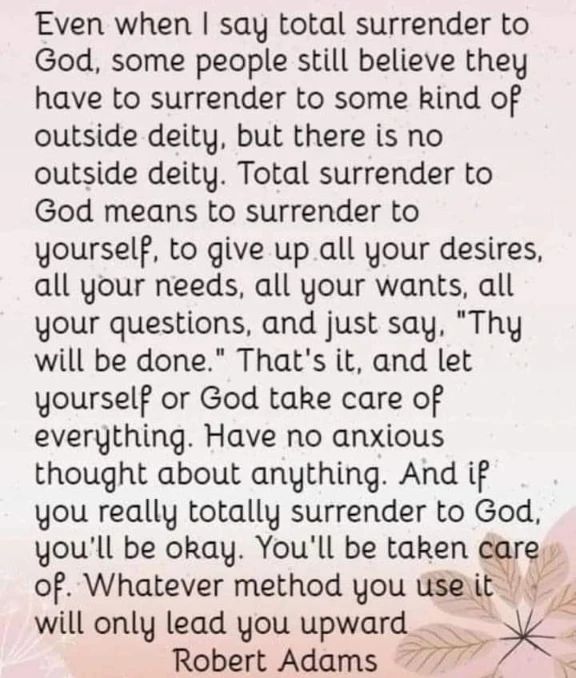 Even when I say total surrender to
God, some people still believe they
have to surrender to some kind of
outside deity, but there is no
outside deity. Total surrender to
God means to surrender to
yourself, to give up all your desires,
all your needs, all your wants, all
your questions, and just say, "Thy
will be done." That's it, and let
yourself or God take care of
everything. Have no anxious
thought about anything. And if
you really totally surrender to God,
you'll be okay. You'll be taken care
of. Whatever method you use it
will only lead you upward
Robert Adams